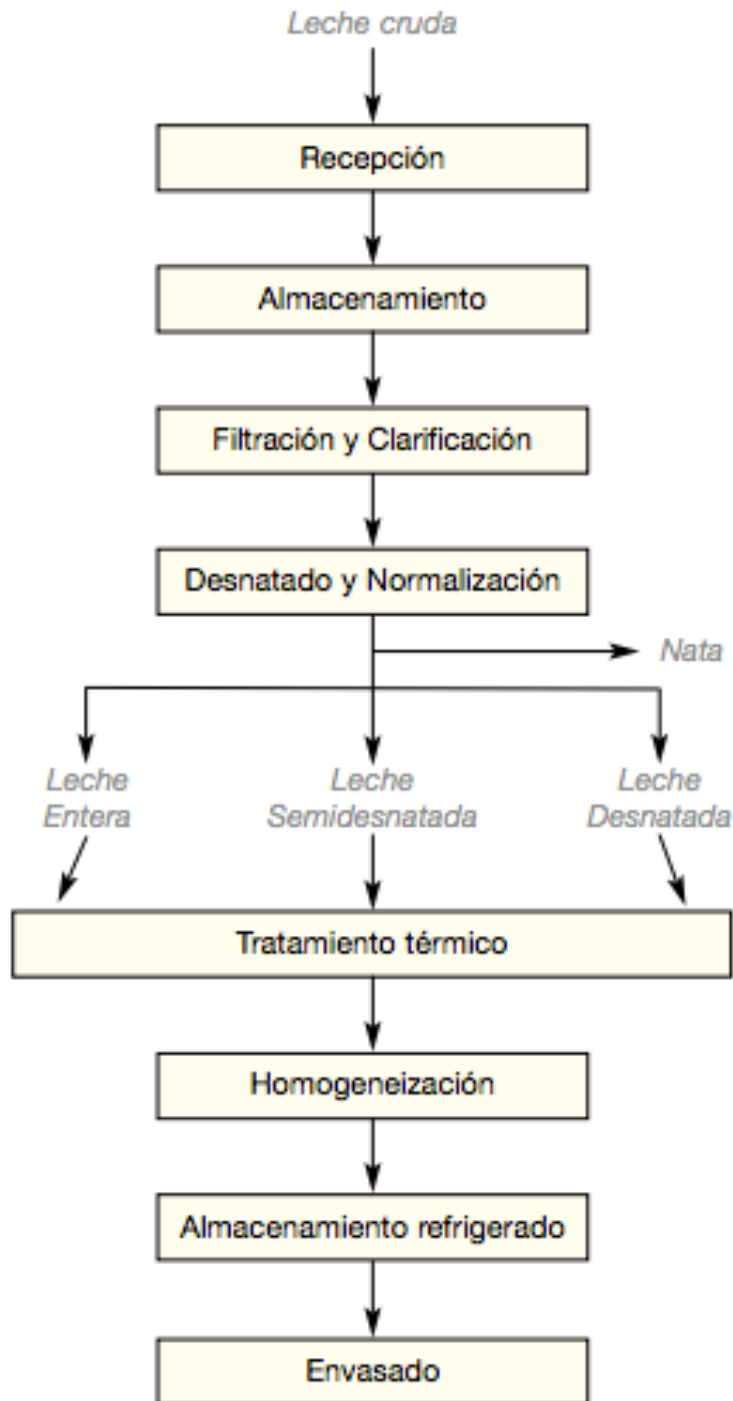 Leche cruda
Recepción
Almacenamiento
Filtración y Clarificación
Desnatado y Normalización
Nata
Leche
Entera
Leche
Semidesnatada
Leche
Desnatada
Tratamiento térmico
Homogeneización
Almacenamiento refrigerado
Envasado